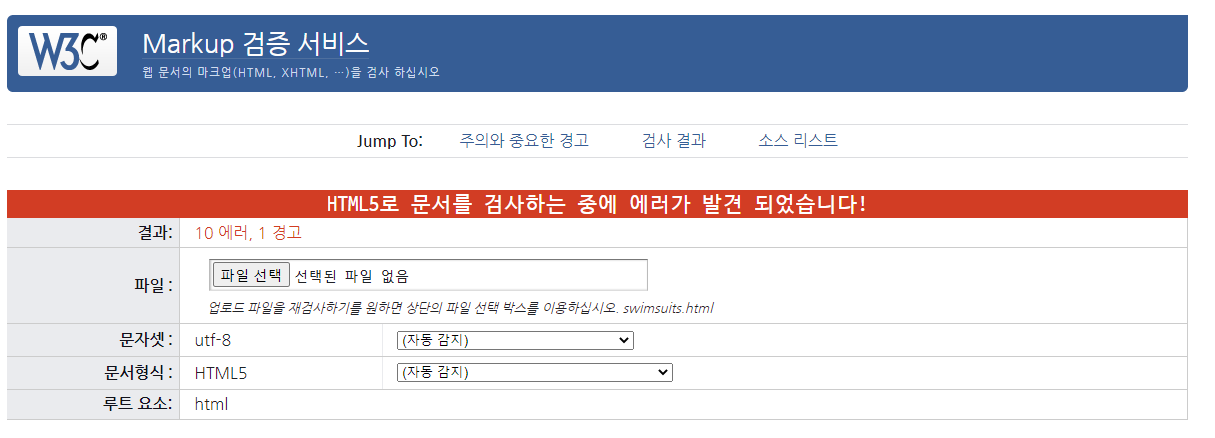 W3C®
Markup 검증 서비스
웹 문서의 마크업(HTML, XHTML, …)을 검사 하십시오
Jump To: 주의와 중요한 경고 검사 결과 소스 리스트
HTML5로 문서를 검사하는 중에 에러가 발견 되었습니다!
결과: 10 에러, 1 경고
파일 : 파일 선택 선택된 파일 없음
업로드 파일을 재검사하기를 원하면 상단의 파일 선택 박스를 이용하십시오. swimsuits.html
문자셋 : utf-8 (자동 감지)
문서형식 : HTML5 (자동 감지)
루트 요소: html